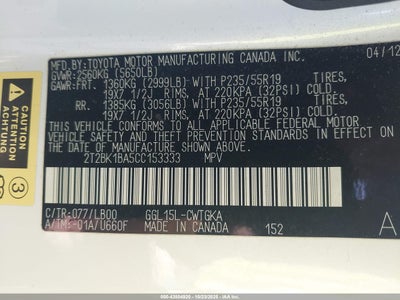 MFD BY:TOYOTA MOTOR MANUFACTURING CANADA INC. 04/12
GVWR:2560KG (5650LB)
GAWR:FRT 1360KG (2999LB) WITH P235/55R19 TIRES,
19X7 1/2J RIMS, AT 220KPA (32PSI) COLD
RR. 1385KG (3056LB) WITH P235/55R19 TIRES,
19X7 1/2J RIMS, AT 220KPA (32PSI) COLD
THIS VEHICLE CONFORMS TO ALL APPLICABLE FEDERAL MOTOR
VEHICLE SAFETY STANDARDS IN EFFECT ON THE DATE OF
MANUFACTURE SHOWN ABOVE.
2T2BK1BA5CC153333 MPV
C/TR:077/LB00 GGL15L-CWTGKA A
A/TM:-01A/U660F MADE IN CANADA 152
CAUTION
ATTENTION
3